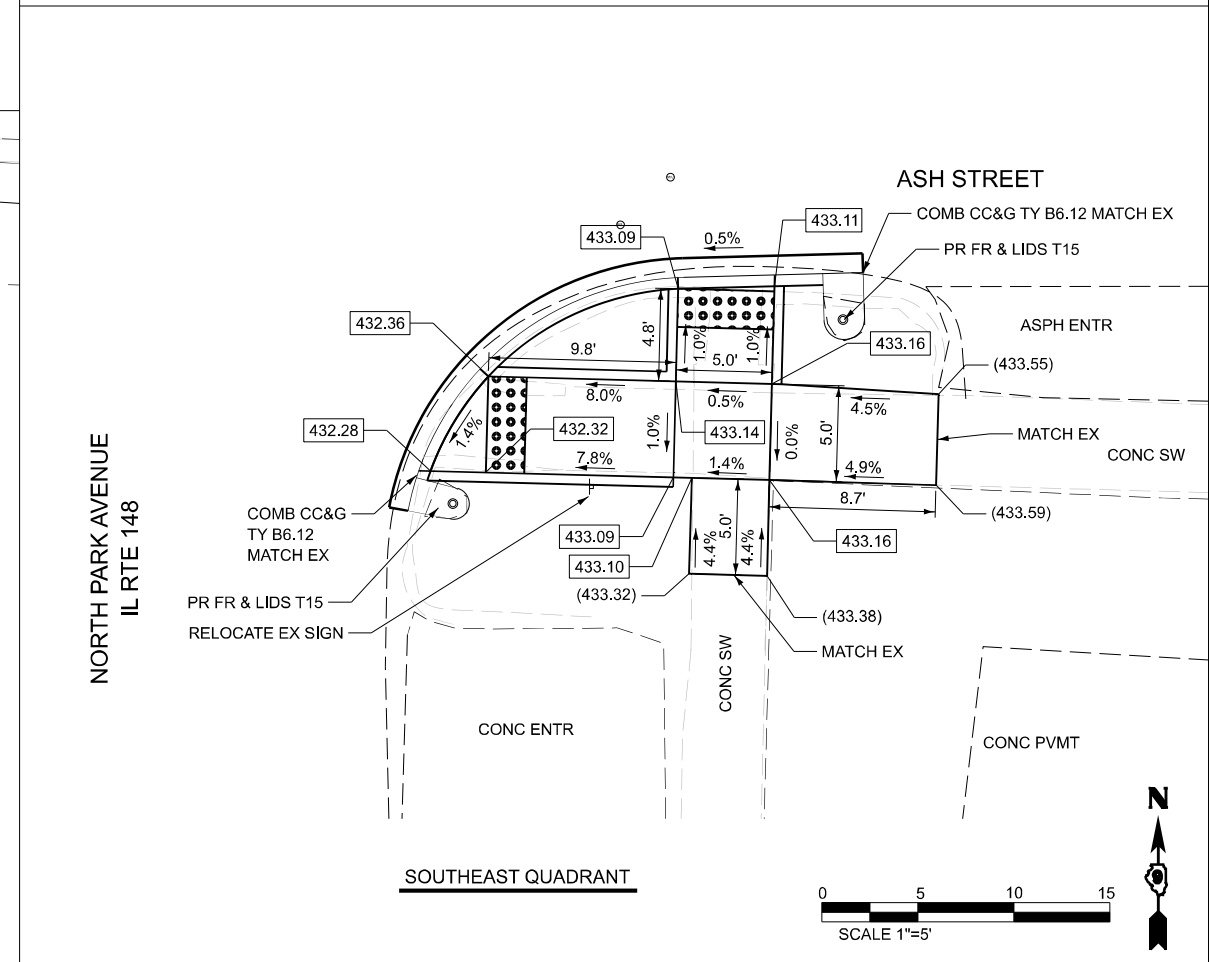 ASH STREET
COMB CC&G TY B6.12 MATCH EX
433.11
433.09
0.5%
PR FR & LIDS T15
432.36
ASPH ENTR
9.8'
4.8'
1.0%
5.0'
1.0%
433.16
(433.55)
8.0%
0.5%
4.5%
432.28
1.4%
432.32
1.0%
433.14
0.0%
5.0'
MATCH EX
CONC SW
7.8%
1.4%
4.9%
8.7'
(433.59)
COMB CC&G
TY B6.12
MATCH EX
433.09
433.10
4.4%
5.0'
4.4%
433.16
(433.32)
PR FR & LIDS T15
(433.38)
RELOCATE EX SIGN
MATCH EX
NORTH PARK AVENUE
IL RTE 148
CONC SW
CONC ENTR
CONC PVMT
N
9
SOUTHEAST QUADRANT
0 5 10 15
SCALE 1"=5'